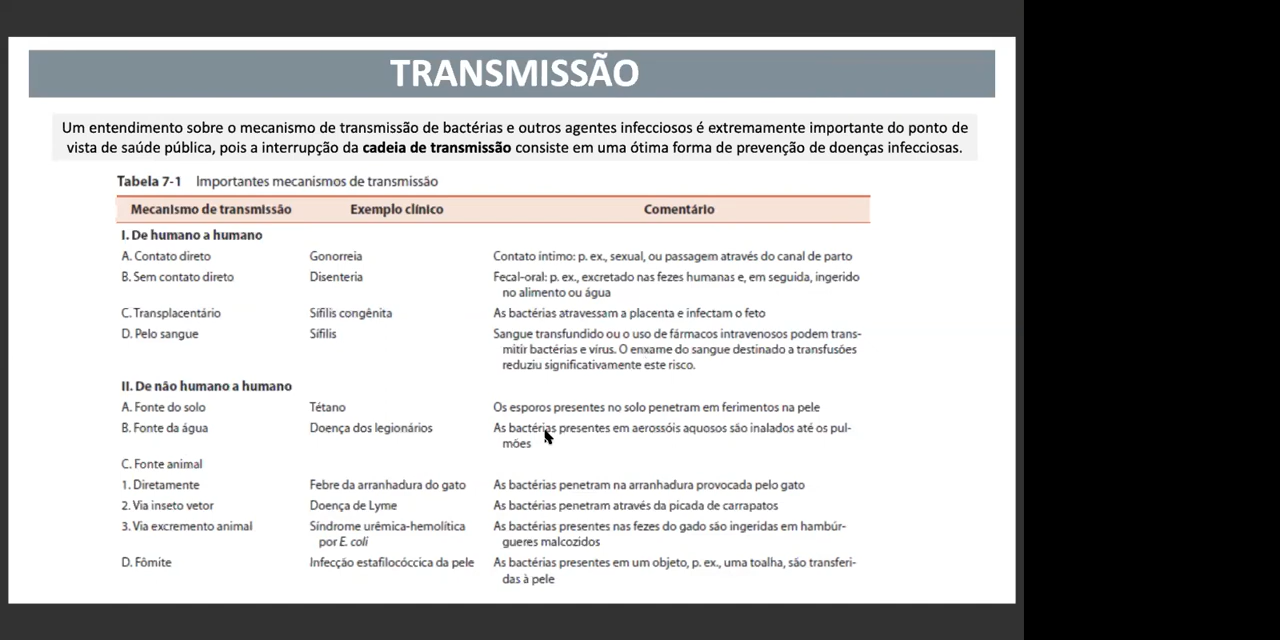 TRANSMISSÃO
Um entendimento sobre o mecanismo de transmissão de bactérias e outros agentes infecciosos é extremamente importante do ponto de
vista de saúde pública, pois a interrupção da cadeia de transmissão consiste em uma ótima forma de prevenção de doenças infecciosas.
Tabela 7-1 Importantes mecanismos de transmissão
Mecanismo de transmissão Exemplo clínico Comentário
I. De humano a humano
A. Contato direto Gonorreia Contato íntimo: p. ex., sexual, ou passagem através do canal de parto
B. Sem contato direto Disenteria Fecal-oral: p. ex., excretado nas fezes humanas e, em seguida, ingerido
no alimento ou água
C. Transplacentário Sífilis congênita As bactérias atravessam a placenta e infectam o feto
D. Pelo sangue Sífilis Sangue transfundido ou o uso de fármacos intravenosos podem trans-
mitir bactérias e vírus. O enxame do sangue destinado a transfusões
reduziu significativamente este risco.
II. De não humano a humano
A. Fonte do solo Tétano Os esporos presentes no solo penetram em ferimentos na pele
B. Fonte da água Doença dos legionários As bactérias presentes em aerossóis aquosos são inalados até os pul-
mões
C. Fonte animal
1. Diretamente Febre da arranhadura do gato As bactérias penetram na arranhadura provocada pelo gato
2. Via inseto vetor Doença de Lyme As bactérias penetram através da picada de carrapatos
3. Via excremento animal Síndrome urêmica-hemolítica As bactérias presentes nas fezes do gado são ingeridas em hambúr-
por E. coli gueres malcozidos
D. Fômite Infecção estafilocóccica da pele As bactérias presentes em um objeto, p. ex., uma toalha, são transferi-
das à pele